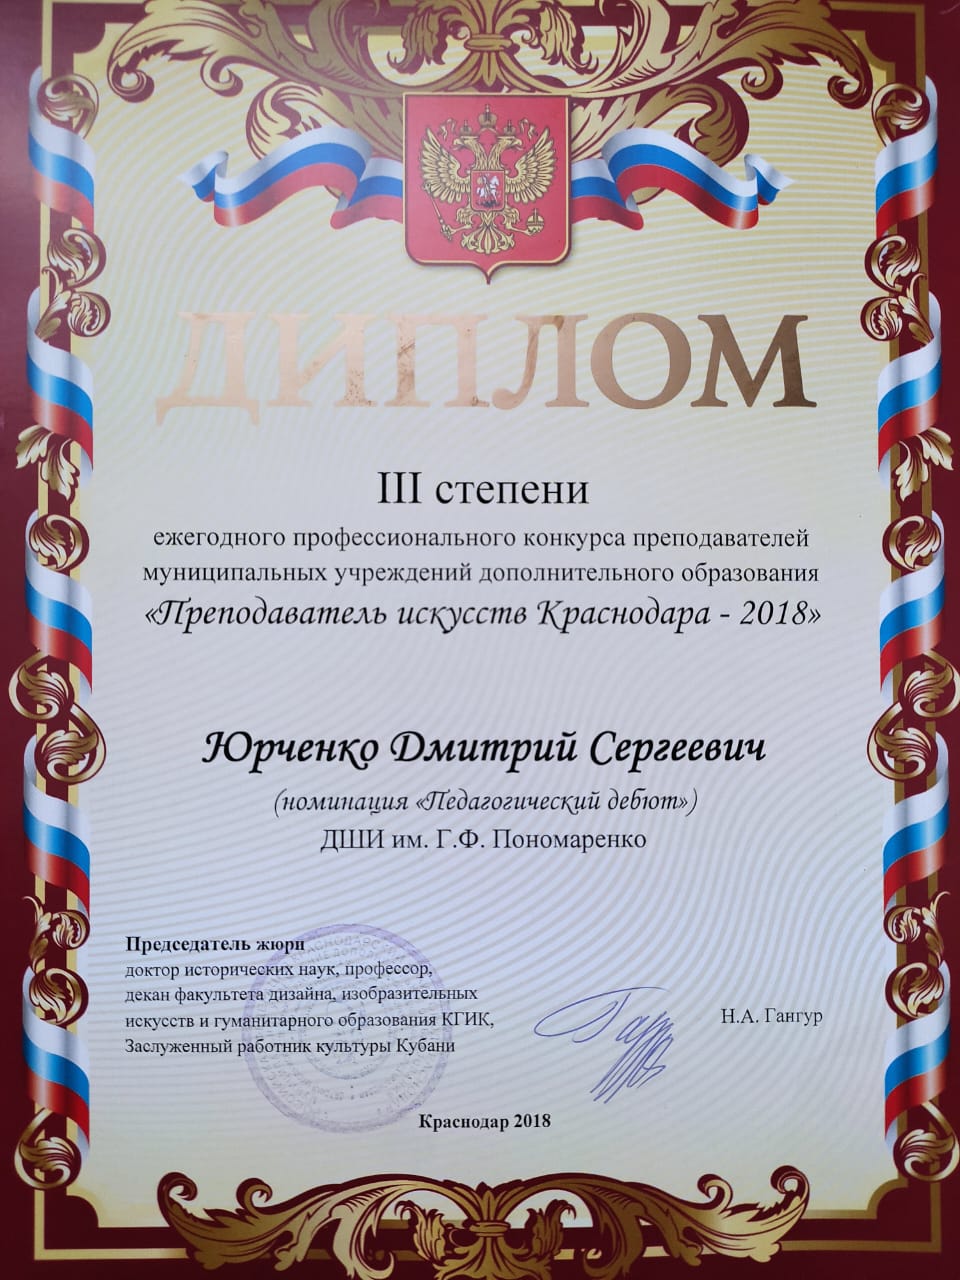 ДИПЛОМ
III степени
ежегодного профессионального конкурса преподавателей
муниципальных учреждений дополнительного образования
«Преподаватель искусств Краснодара - 2018»
Юрченко Дмитрий Сергеевич
(номинация «Педагогический дебют»)
ДШИ им. Г.Ф. Пономаренко
Председатель жюри
доктор исторических наук, профессор,
декан факультета дизайна, изобразительных
искусств и гуманитарного образования КГИК,
Заслуженный работник культуры Кубани
Н.А. Гангур
Краснодар 2018